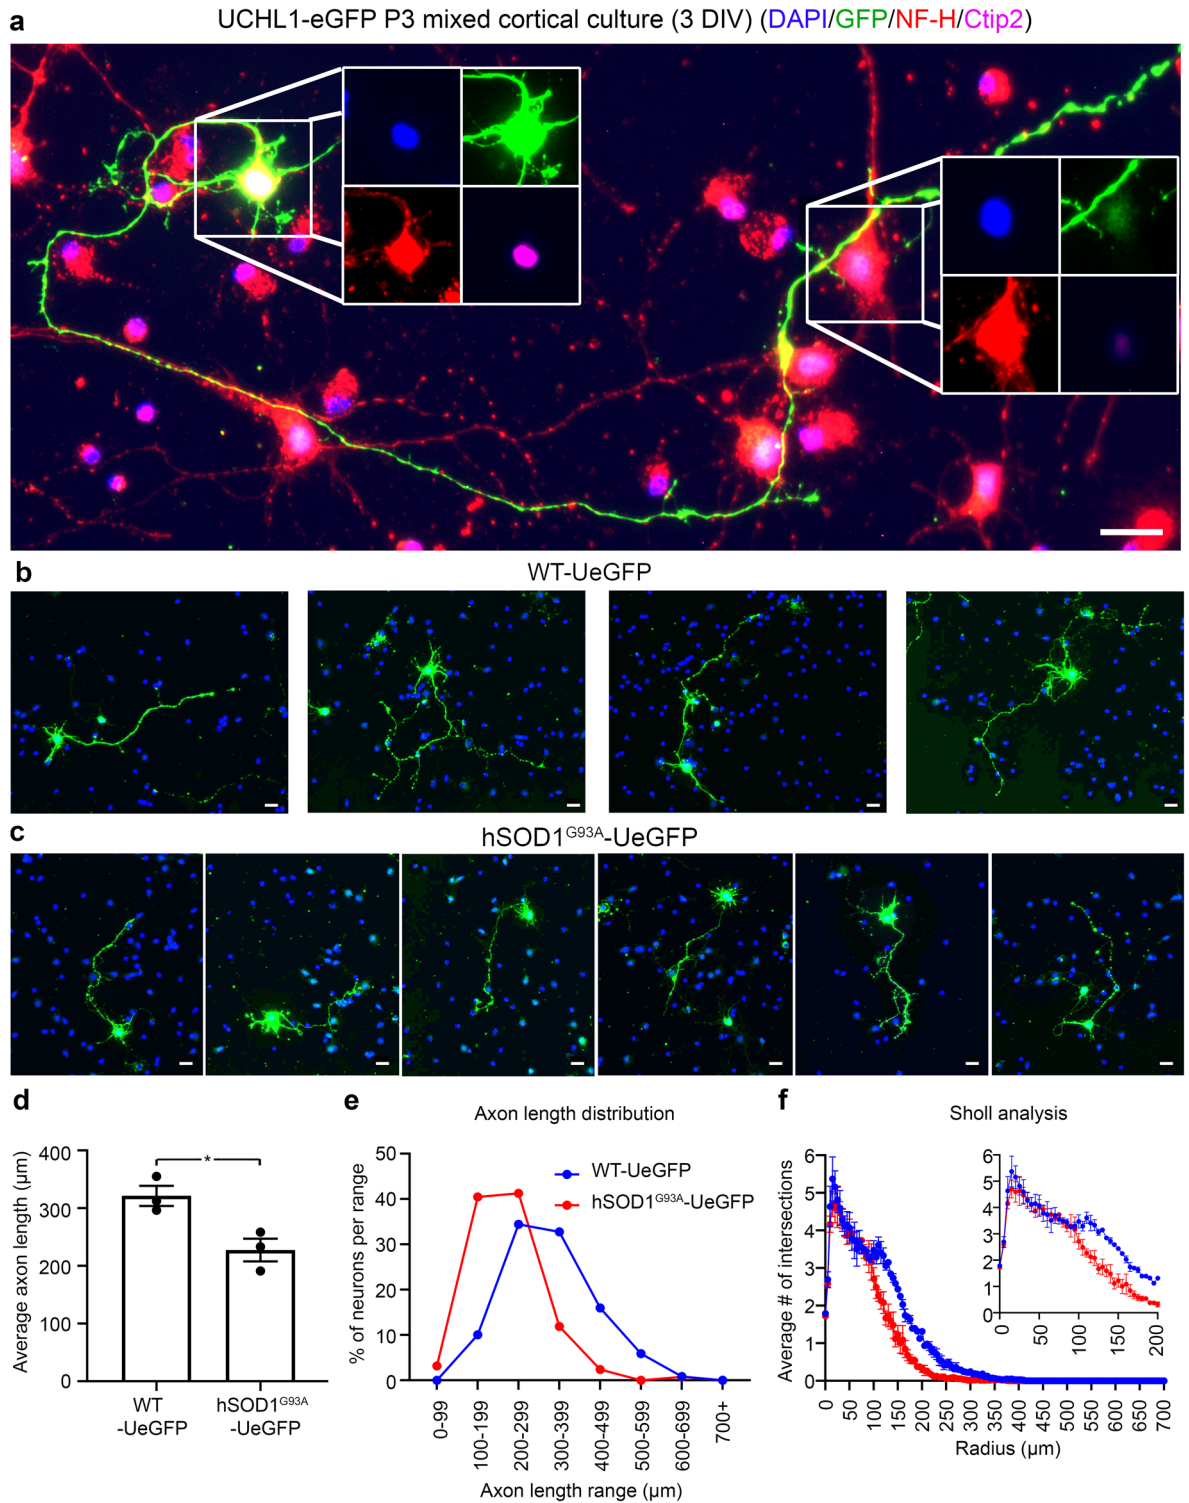 a
UCHL1-eGFP P3 mixed cortical culture (3 DIV) (DAPI/GFP/NF-H/Ctip2)
b
WT-UeGFP
c
hSOD1G93A-UeGFP
d
Average axon length (µm)
400
300
200
100
0
*
WT
-UeGFP
hSOD1G93A
-UeGFP
e
Axon length distribution
% of neurons per range
50
40
30
20
10
0
WT-UeGFP
hSOD1G93A-UeGFP
0-99
100-199
200-299
300-399
400-499
500-599
600-699
700+
Axon length range (µm)
f
Sholl analysis
Average # of intersections
6
5
4
3
2
1
0
0
50
100
150
200
250
300
350
400
450
500
550
600
650
700
Radius (µm)
6
5
4
3
2
1
0
0
50
100
150
200